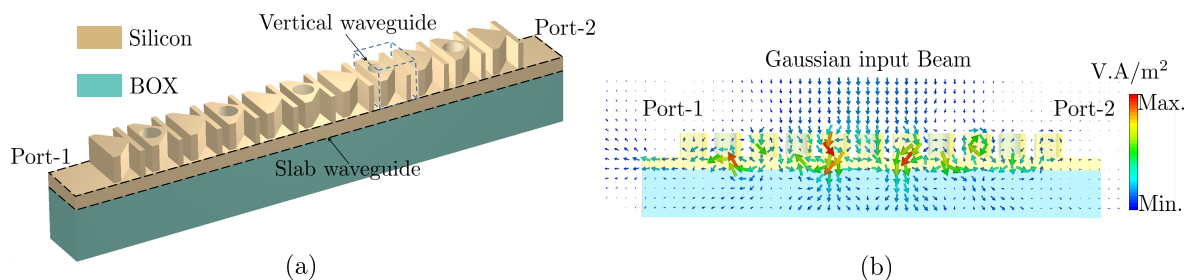 Silicon
BOX
Vertical waveguide
Port-2
Port-1
Slab waveguide
(a)
Gaussian input Beam
V.A/m²
Port-1
Port-2
Max.
Min.
(b)